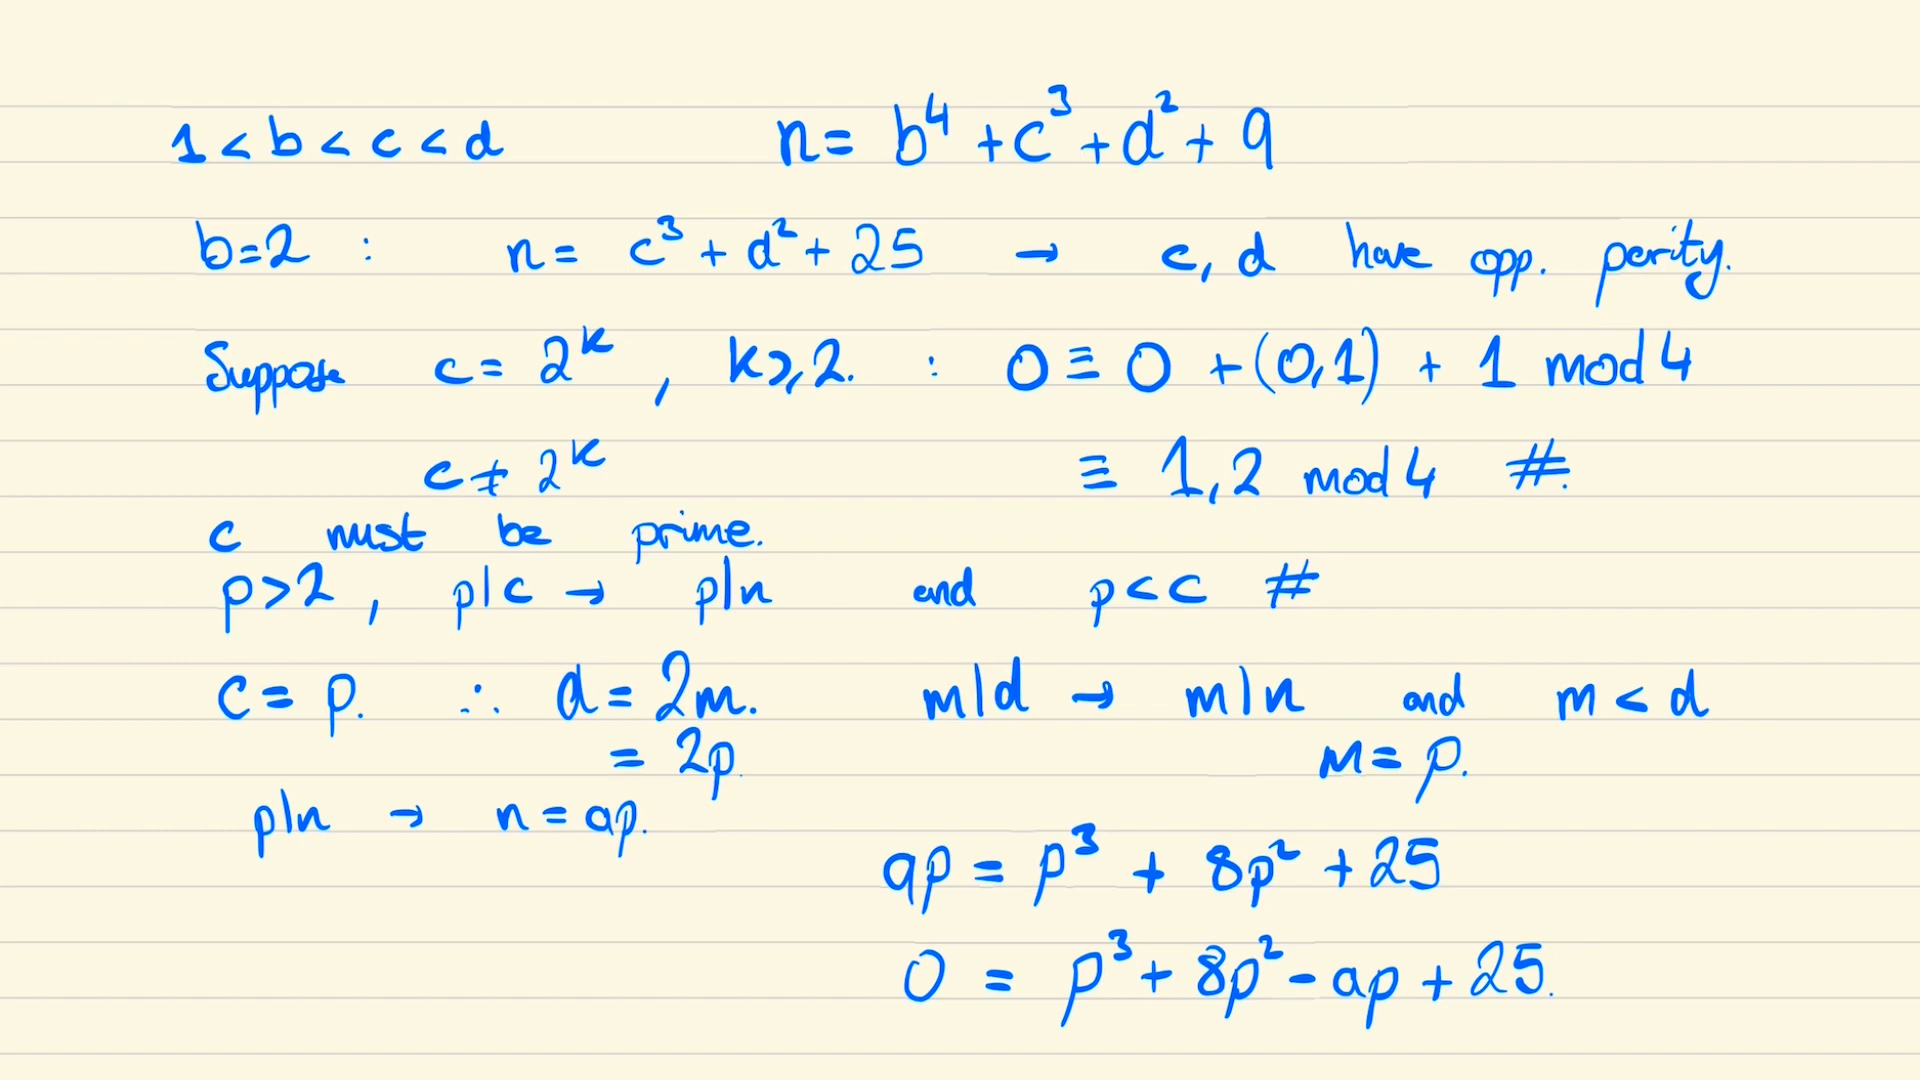 1 < b < c < d n = b⁴ + c³ + d² + 9
b=2 : n = c³ + d² + 25 → c, d have opp. parity.
Suppose c = 2ᵏ , k ⩾ 2. : 0 ≡ 0 + (0,1) + 1 mod 4
c ≠ 2ᵏ ≡ 1,2 mod 4 #.
c must be prime.
p>2 , p|c → p|n and p<c #
c = p. ∴ d = 2m. m|d → m|n and m < d
= 2p. m = p.
p|n → n = ap.
ap = p³ + 8p² + 25
0 = p³ + 8p² - ap + 25.